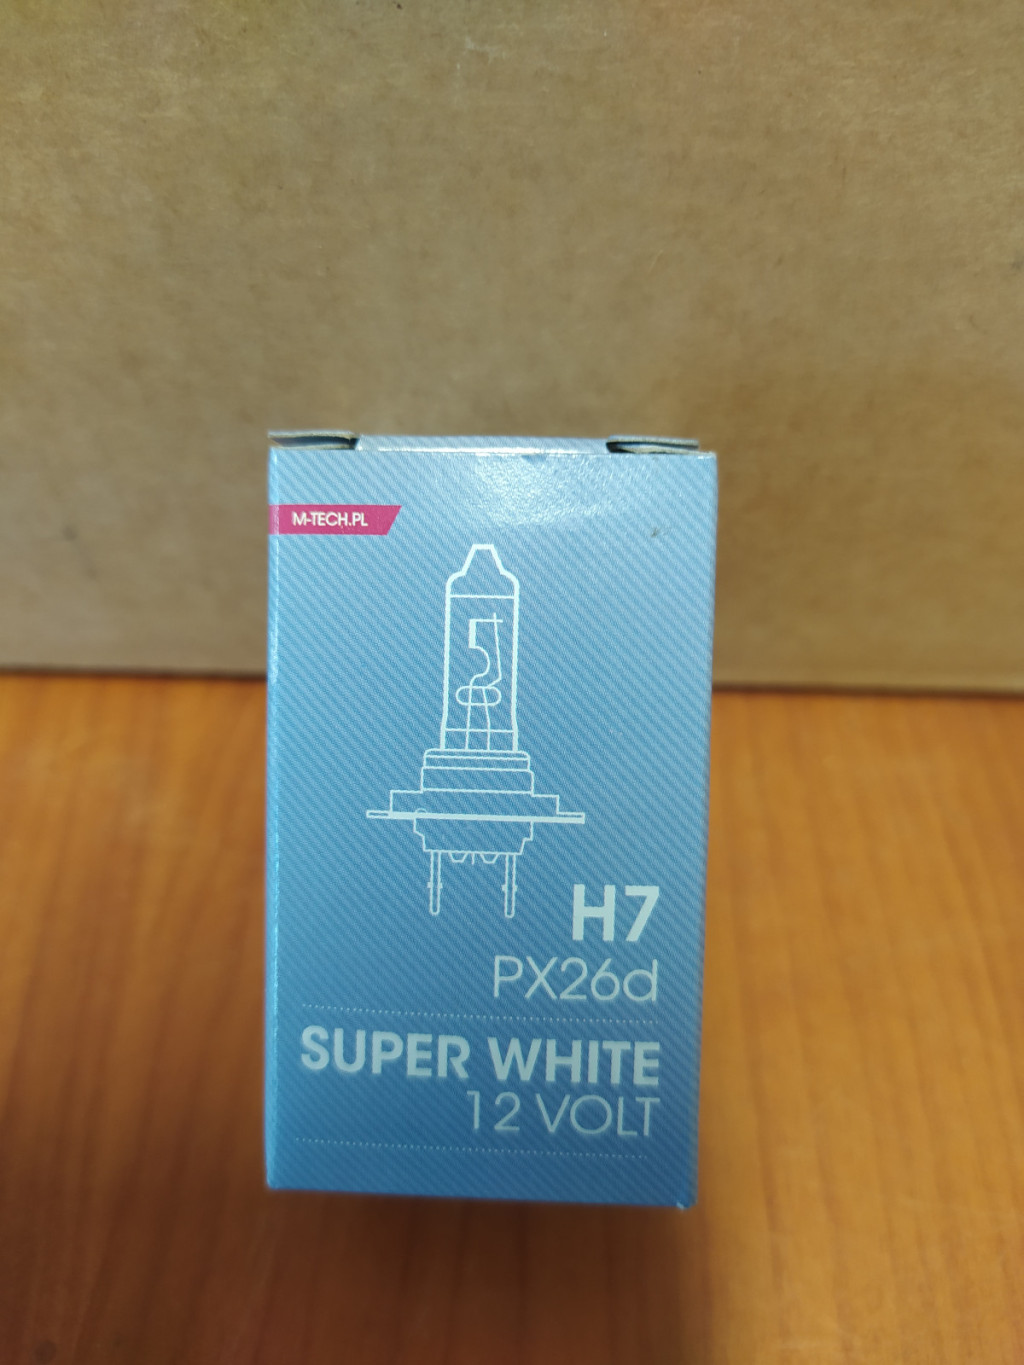 M-TECH.PL
H7
PX26d
SUPER WHITE
12 VOLT